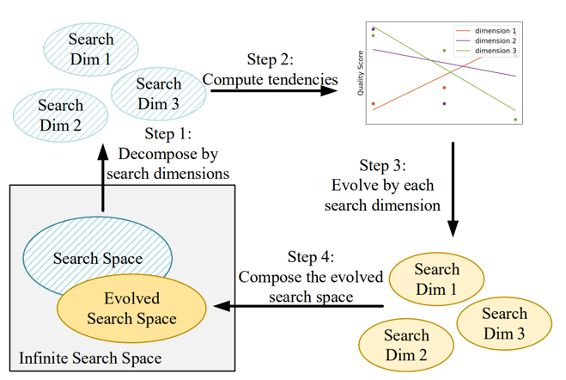 Search
Dim 1
Search
Dim 3
Search
Dim 2
Step 2:
Compute tendencies
Quality Score
dimension 1
dimension 2
dimension 3
Step 1:
Decompose by
search dimensions
Step 3:
Evolve by each
search dimension
Search Space
Evolved
Search Space
Infinite Search Space
Step 4:
Compose the evolved
search space
Search
Dim 1
Search
Dim 3
Search
Dim 2